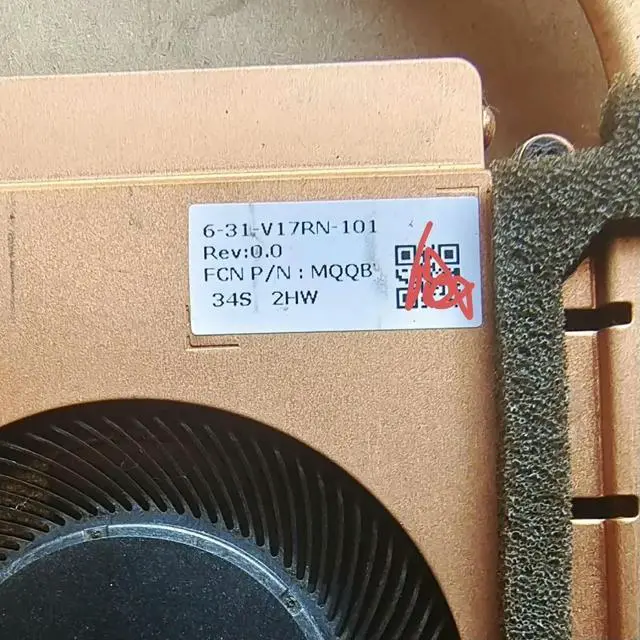 6-31-V17RN-101
Rev:0.0
FCN P/N : MQQB
34S 2HW